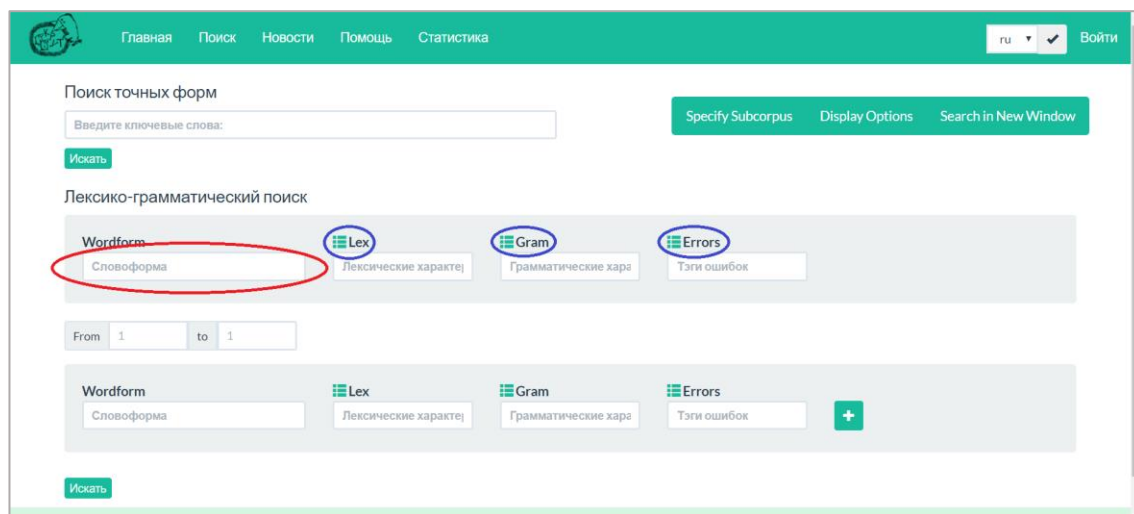 Главная Поиск Новости Помощь Статистика ru Войти
Поиск точных форм
Введите ключевые слова:
Specify Subcorpus Display Options Search in New Window
Искать
Лексико-грамматический поиск
Wordform Lex Gram Errors
Словоформа Лексические характе Грамматические хара Тэги ошибок
From 1 to 1
Wordform Lex Gram Errors
Словоформа Лексические характе Грамматические хара Тэги ошибок
+
Искать